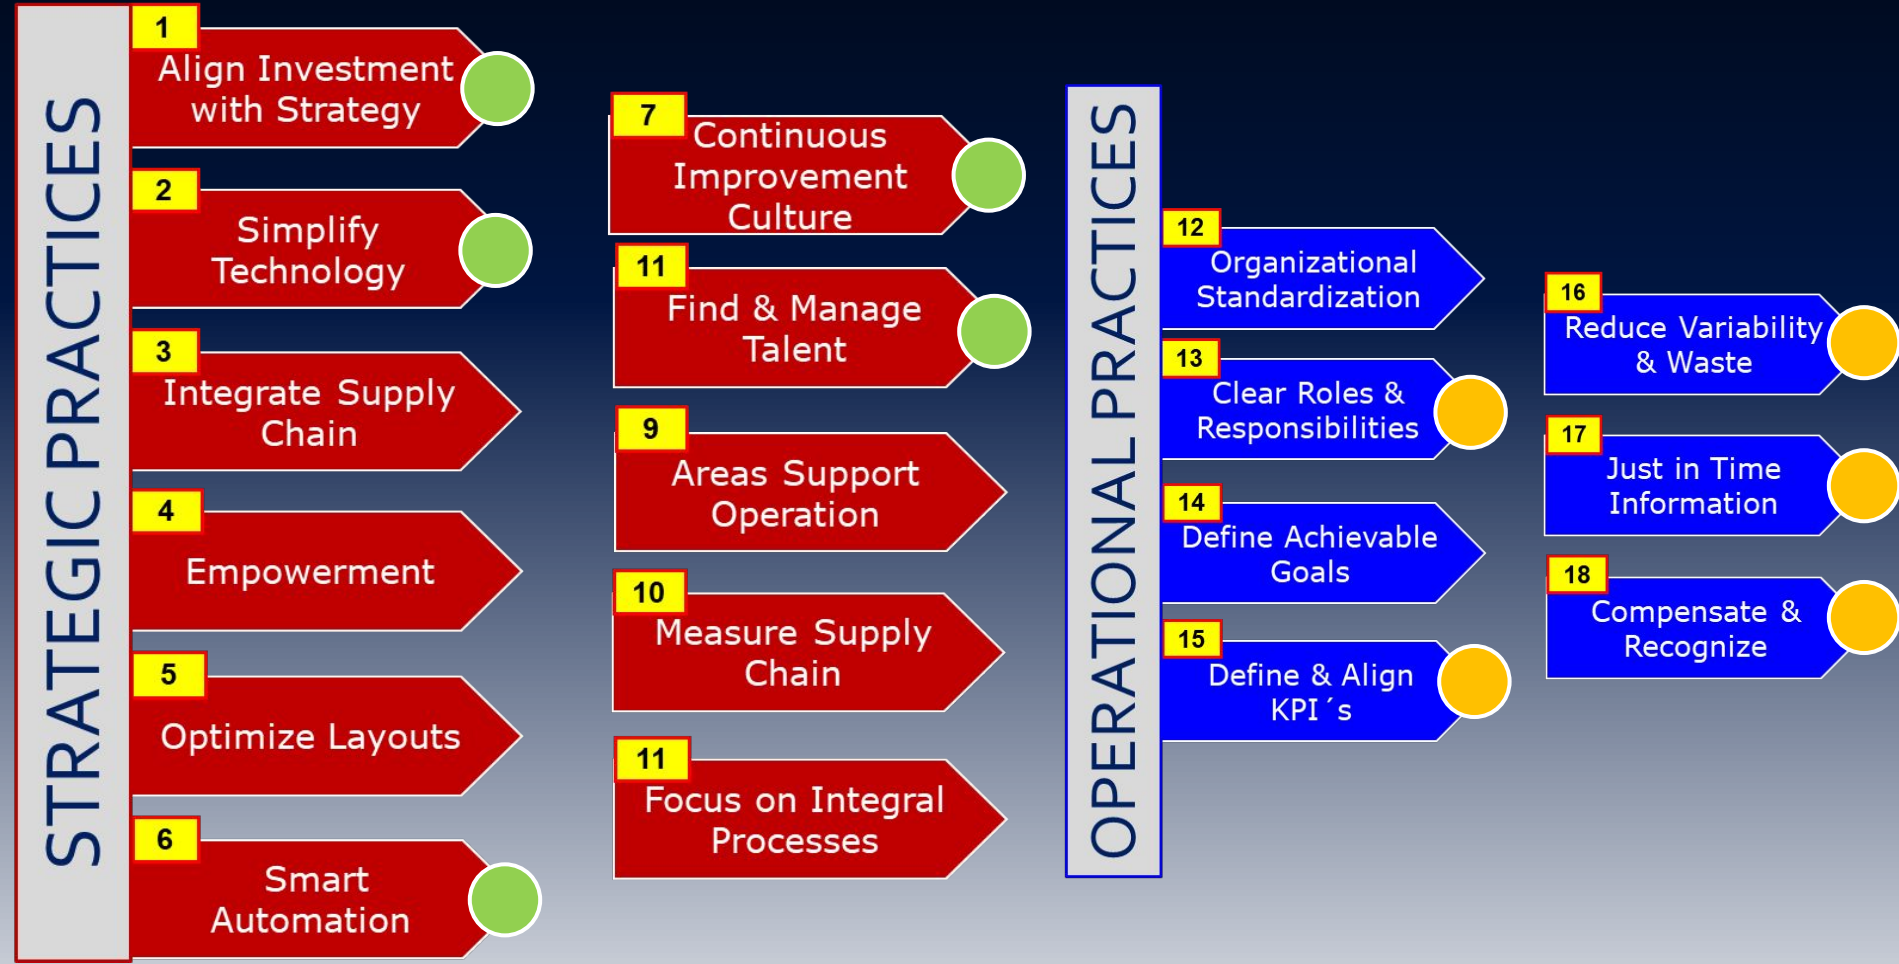 STRATEGIC PRACTICES
1
Align Investment
with Strategy
2
Simplify
Technology
3
Integrate Supply
Chain
4
Empowerment
5
Optimize Layouts
6
Smart
Automation
7
Continuous
Improvement
Culture
11
Find & Manage
Talent
9
Areas Support
Operation
10
Measure Supply
Chain
11
Focus on Integral
Processes
OPERATIONAL PRACTICES
12
Organizational
Standardization
13
Clear Roles &
Responsibilities
14
Define Achievable
Goals
15
Define & Align
KPI´s
16
Reduce Variability
& Waste
17
Just in Time
Information
18
Compensate &
Recognize